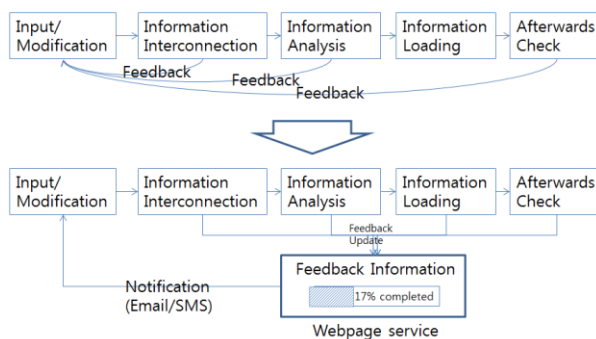 Input/
Modification
Information
Interconnection
Information
Analysis
Information
Loading
Afterwards
Check
Feedback
Feedback
Feedback
Input/
Modification
Information
Interconnection
Information
Analysis
Information
Loading
Afterwards
Check
Feedback
Update
Feedback Information
17% completed
Notification
(Email/SMS)
Webpage service